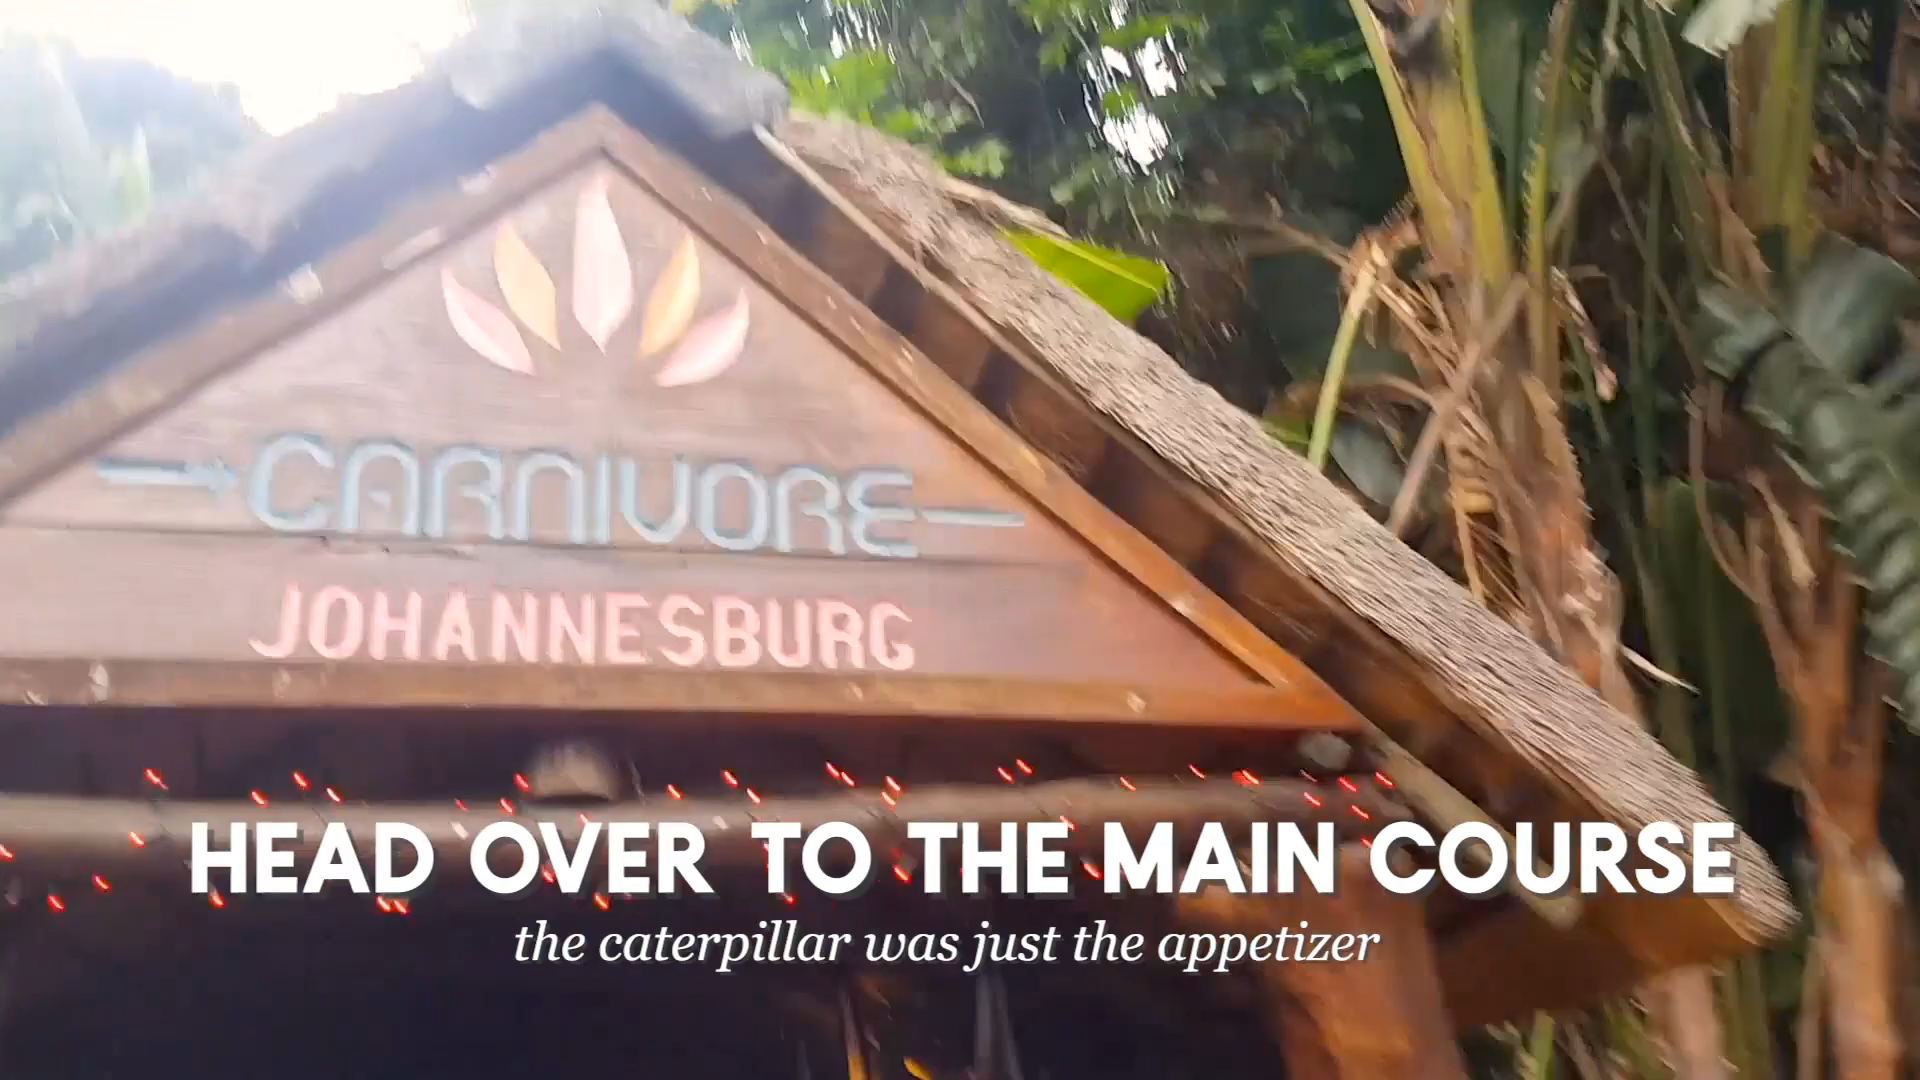 CARNIVORE
JOHANNESBURG
HEAD OVER TO THE MAIN COURSE
the caterpillar was just the appetizer